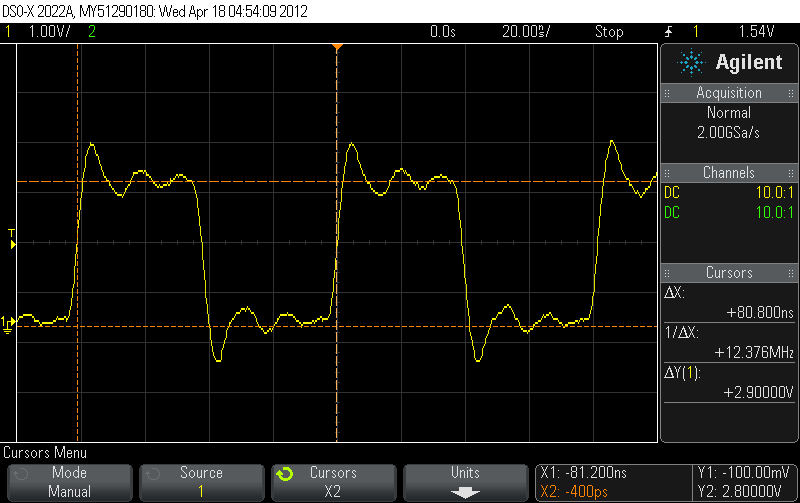 DSO-X 2022A, MY51290180: Wed Apr 18 04:54:09 2012
1 1.00V/ 2 0.0s 20.00ns/ Stop 1 1.54V
Agilent
Acquisition
Normal
2.00GSa/s
Channels
DC 10.0:1
DC 10.0:1
Cursors
ΔX:
+80.800ns
1/ΔX:
+12.376MHz
ΔY(1):
+2.90000V
T
1
Cursors Menu
Mode
Manual
Source
1
Cursors
X2
Units
X1: -81.200ns
X2: -400ps
Y1: -100.00mV
Y2: 2.80000V